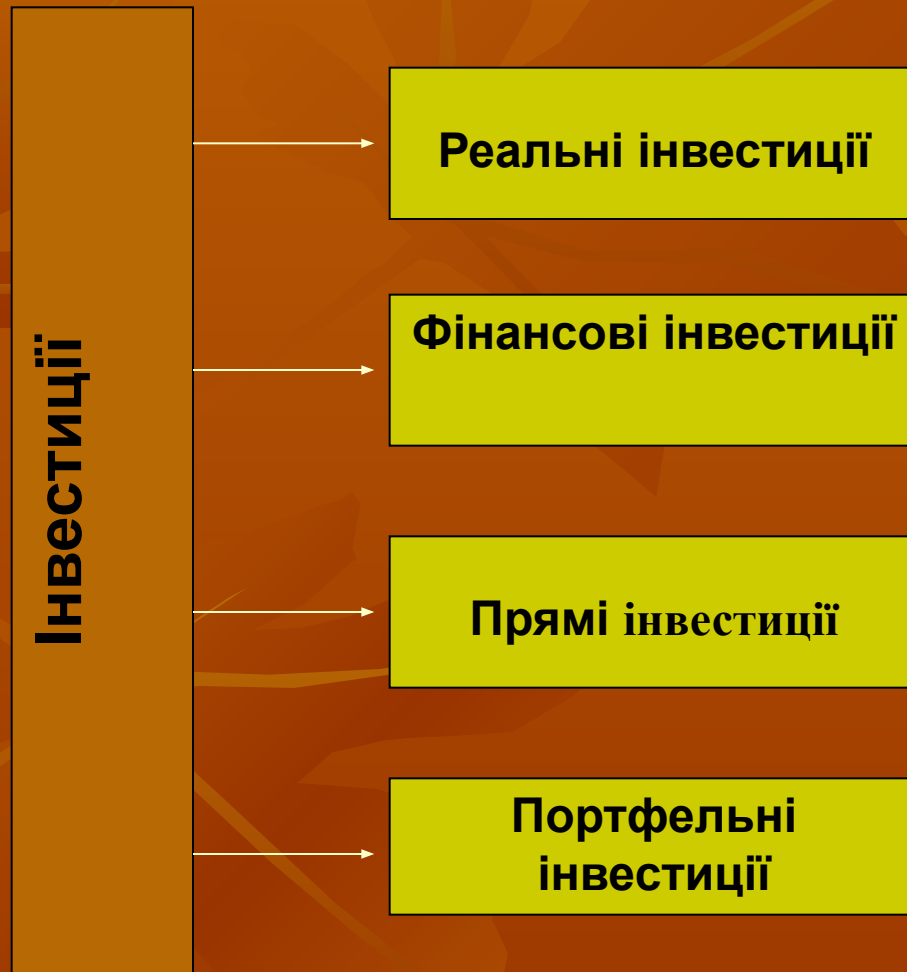 Інвестиції
Реальні інвестиції
Фінансові інвестиції
Прямі інвестиції
Портфельні
інвестиції